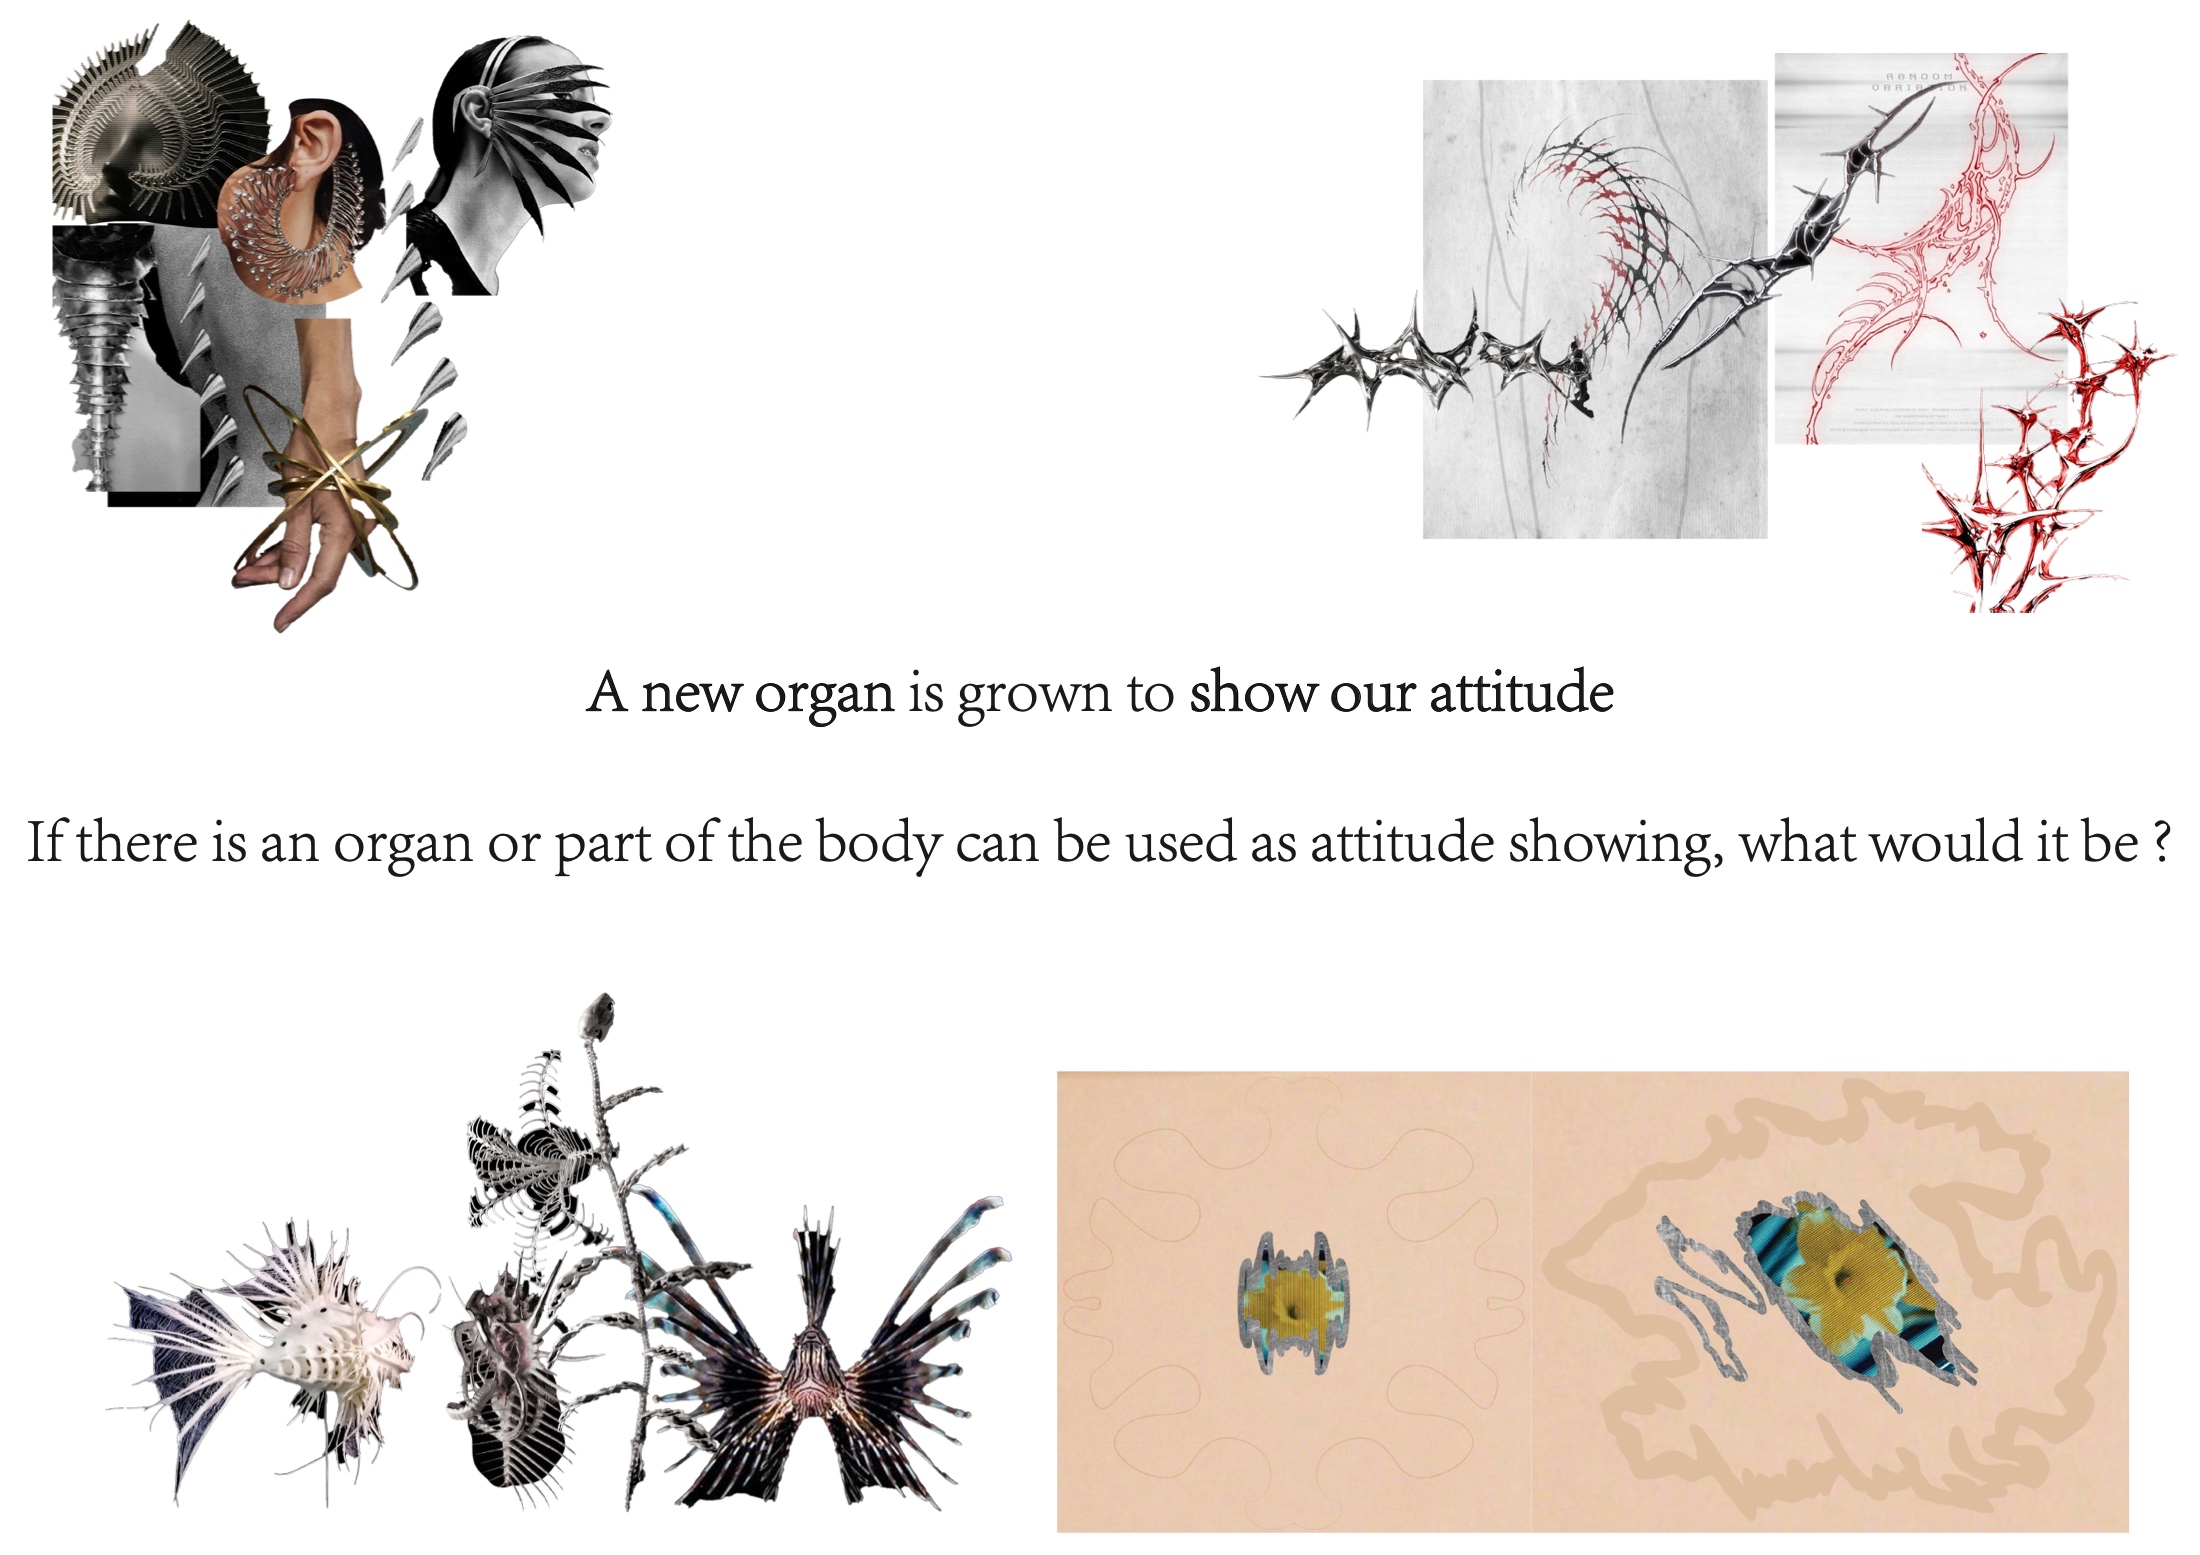 RANDOM
VARIATION
A new organ is grown to show our attitude
If there is an organ or part of the body can be used as attitude showing, what would it be ?